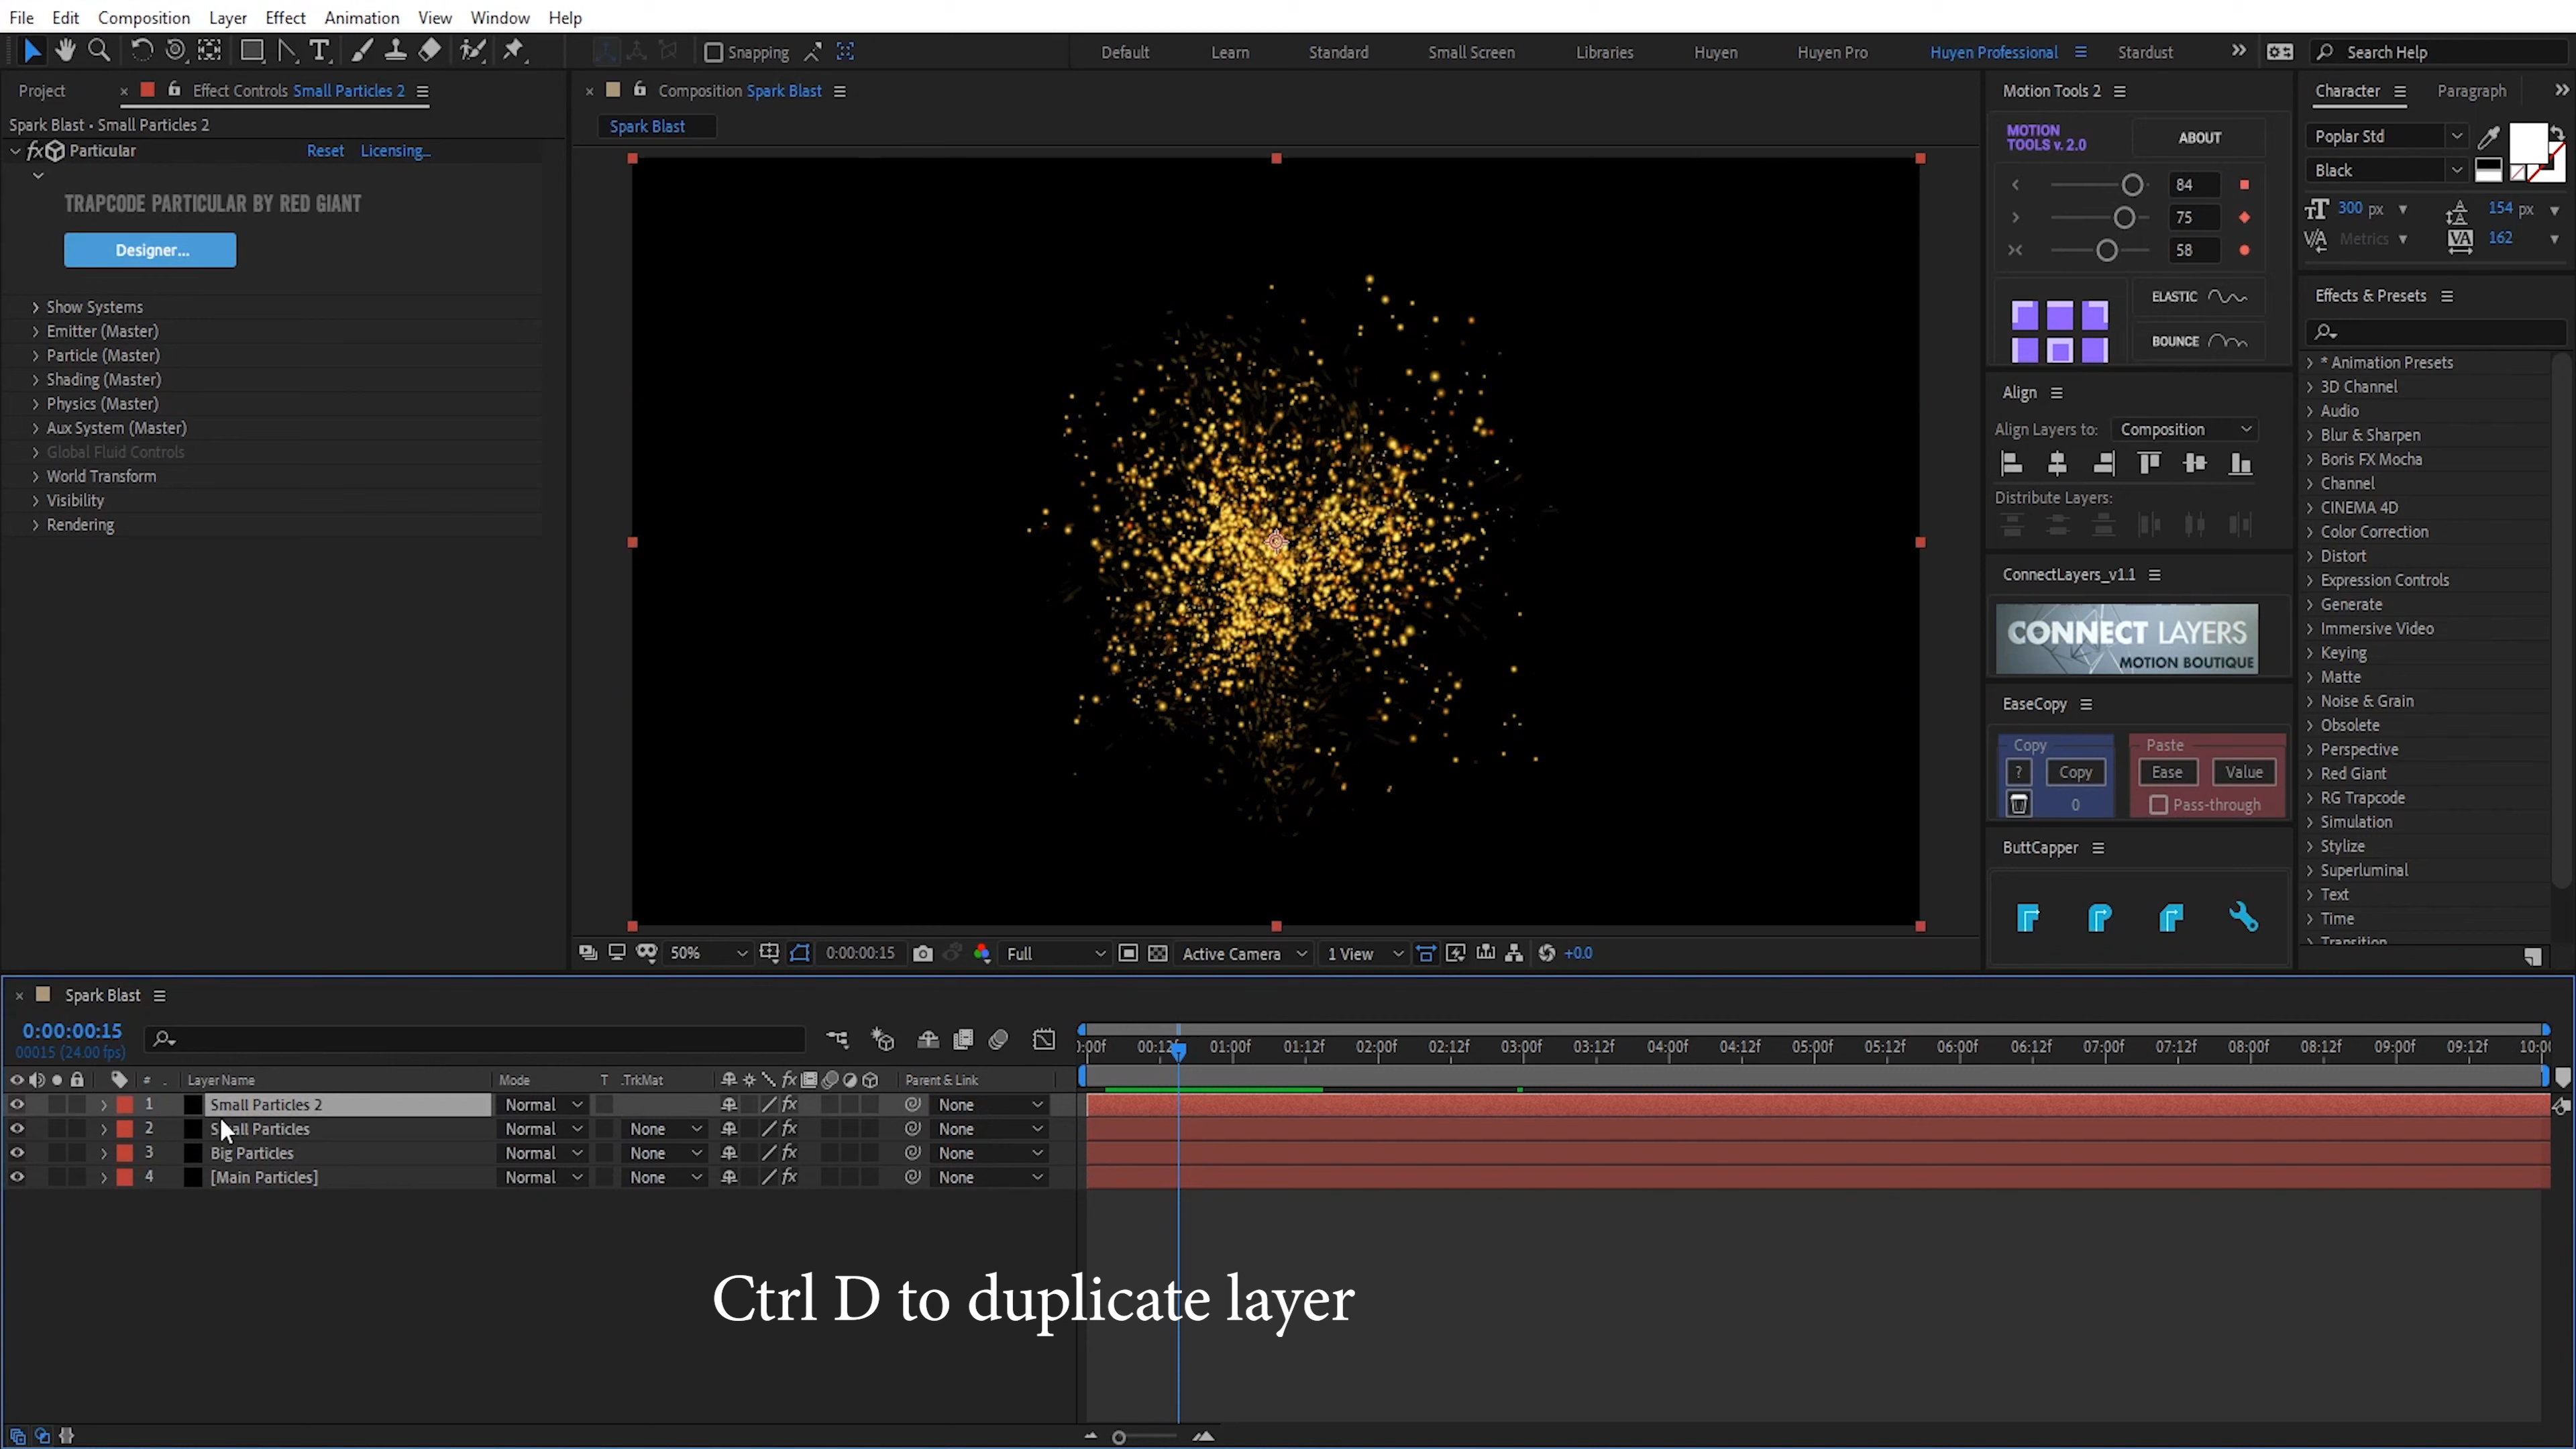 File Edit Composition Layer Effect Animation View Window Help
Snapping Default Learn Standard Small Screen Libraries Huyen Huyen Pro Huyen Professional Stardust Search Help
Project Effect Controls Small Particles 2
Spark Blast • Small Particles 2
fx Particular Reset Licensing...
TRAPCODE PARTICULAR BY RED GIANT
Designer...
Show Systems
Emitter (Master)
Particle (Master)
Shading (Master)
Physics (Master)
Aux System (Master)
Global Fluid Controls
World Transform
Visibility
Rendering
Composition Spark Blast
Spark Blast
50% 0:00:00:15 Full Active Camera 1 View +0.0
Motion Tools 2
MOTION
TOOLS v. 2.0
ABOUT
84
75
58
ELASTIC
BOUNCE
Align
Align Layers to: Composition
Distribute Layers:
ConnectLayers_v1.1
CONNECT LAYERS
MOTION BOUTIQUE
EaseCopy
Copy Paste
? Copy Ease Value
0 Pass-through
ButtCapper
Character Paragraph
Poplar Std
Black
300 px 154 px
Metrics 162
Effects & Presets
* Animation Presets
3D Channel
Audio
Blur & Sharpen
Boris FX Mocha
Channel
CINEMA 4D
Color Correction
Distort
Expression Controls
Generate
Immersive Video
Keying
Matte
Noise & Grain
Obsolete
Perspective
Red Giant
RG Trapcode
Simulation
Stylize
Superluminal
Text
Time
Transition
Spark Blast
0:00:00:15
00015 (24.00 fps)
:00f 00:12f 01:00f 01:12f 02:00f 02:12f 03:00f 03:12f 04:00f 04:12f 05:00f 05:12f 06:00f 06:12f 07:00f 07:12f 08:00f 08:12f 09:00f 09:12f 10:00
# Layer Name Mode T .TrkMat fx Parent & Link
1 Small Particles 2 Normal fx None
2 Small Particles Normal None fx None
3 Big Particles Normal None fx None
4 [Main Particles] Normal None fx None
Ctrl D to duplicate layer